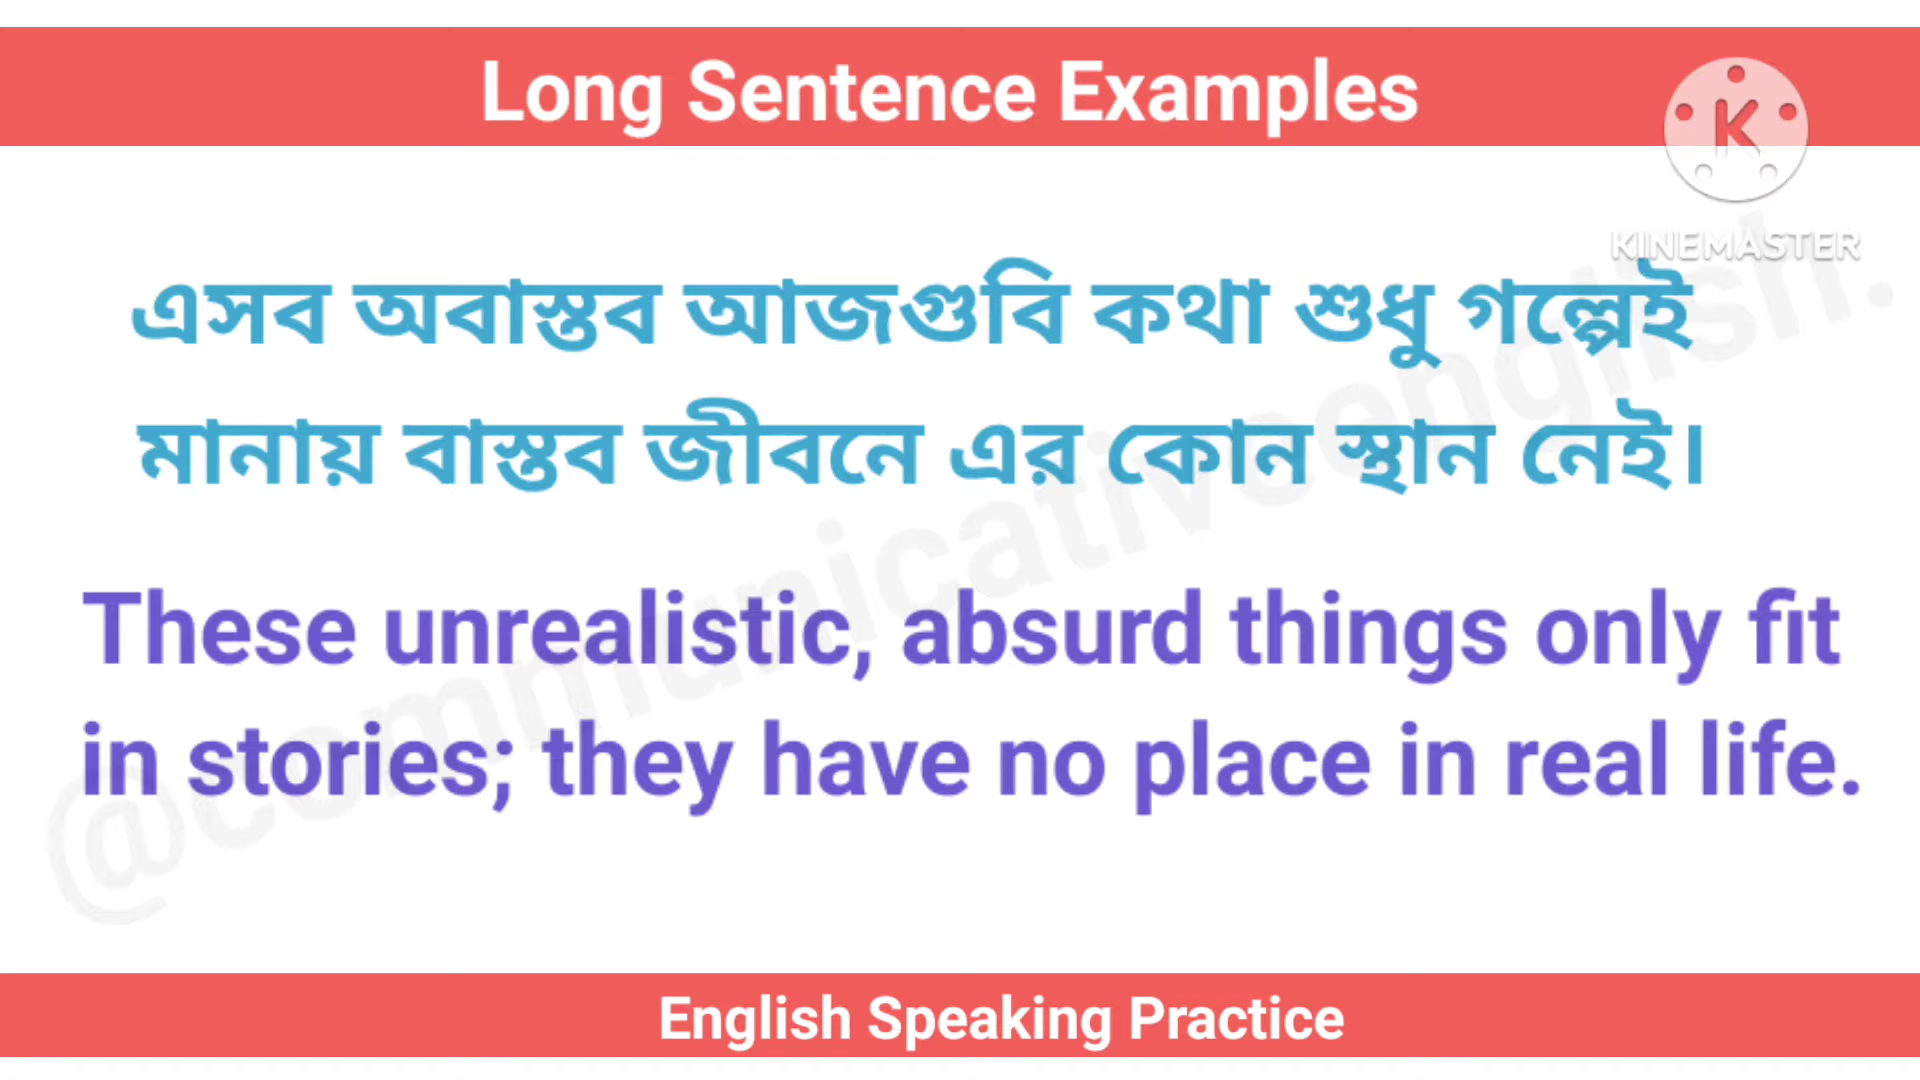 Long Sentence Examples
K
KINEMASTER
এসব অবাস্তব আজগুবি কথা শুধু গল্পেই
মানায় বাস্তব জীবনে এর কোন স্থান নেই।
These unrealistic, absurd things only fit
in stories; they have no place in real life.
@communicativeenglish.
English Speaking Practice